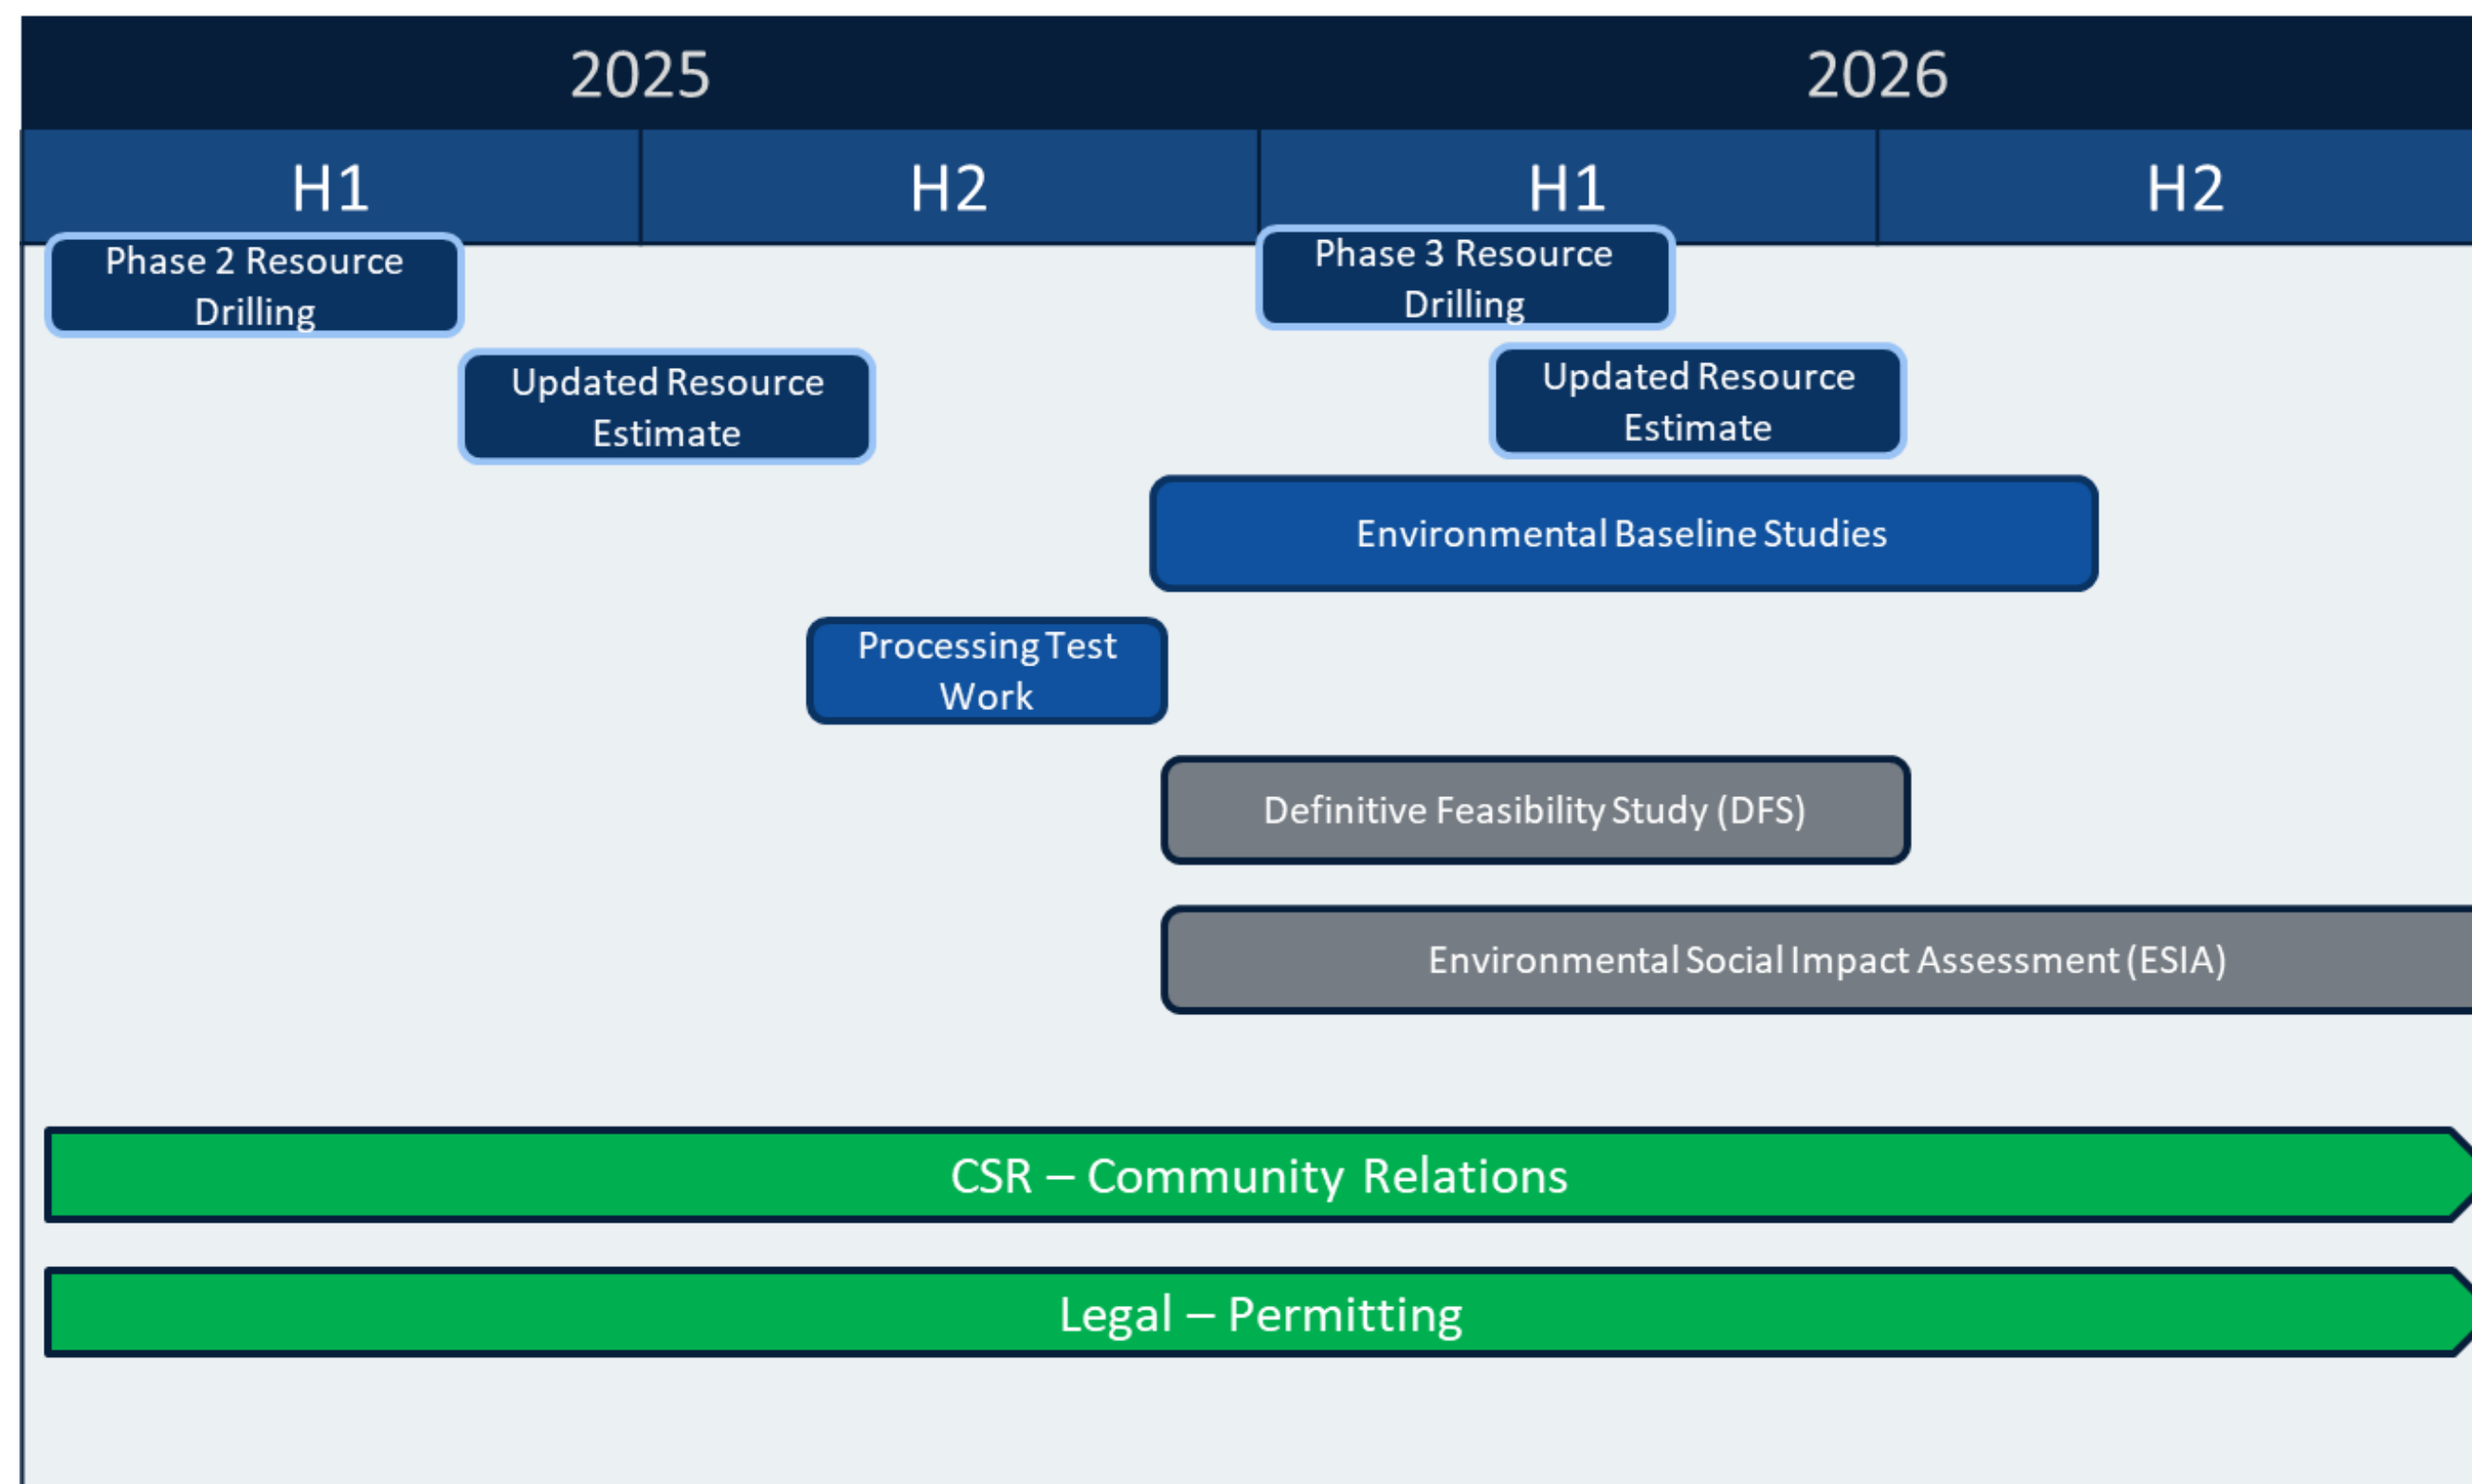 2025
2026
H1
H2
H1
H2
Phase 2 Resource
Drilling
Phase 3 Resource
Drilling
Updated Resource
Estimate
Updated Resource
Estimate
Environmental Baseline Studies
Processing Test
Work
Definitive Feasibility Study (DFS)
Environmental Social Impact Assessment (ESIA)
CSR – Community Relations
Legal – Permitting